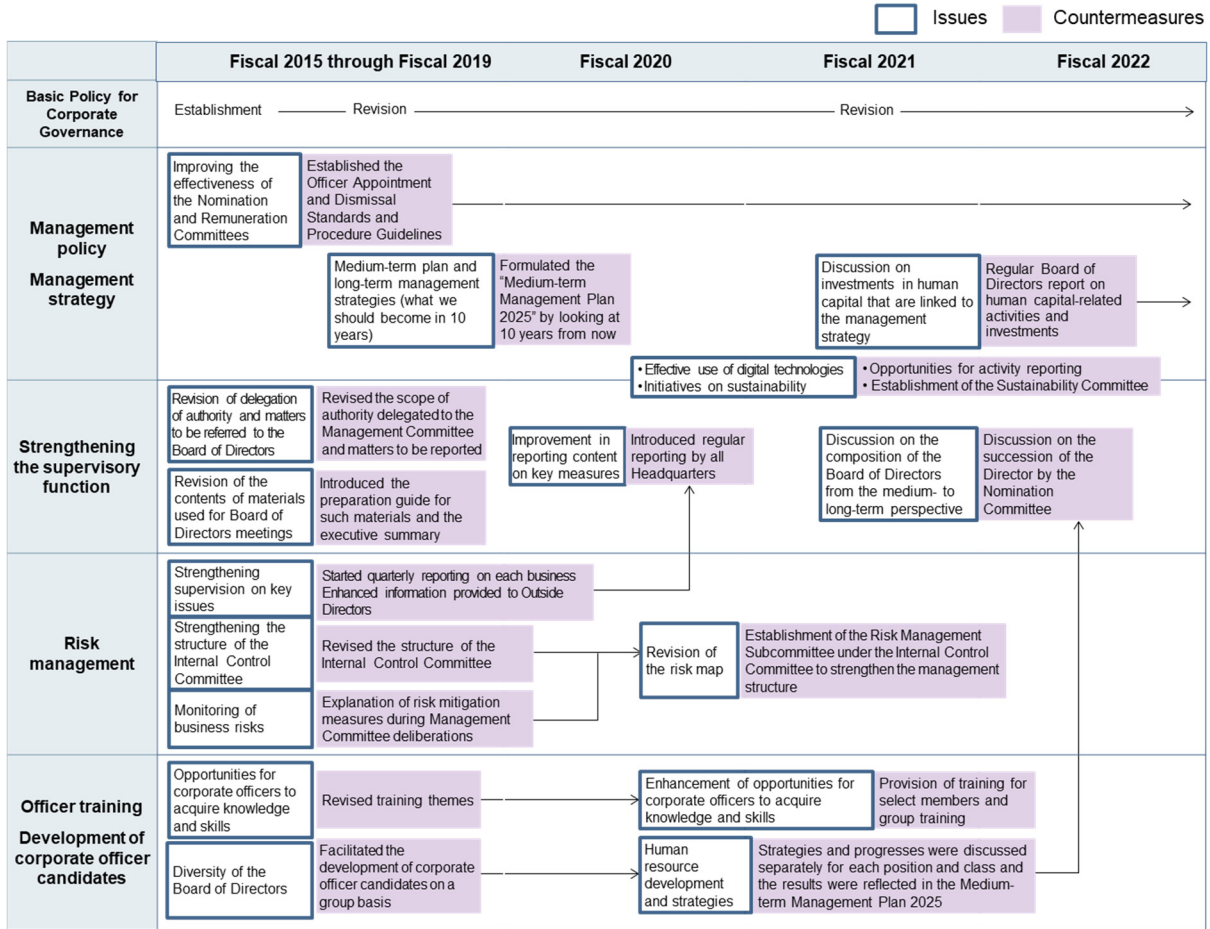 Issues
Countermeasures
Fiscal 2015 through Fiscal 2019
Fiscal 2020
Fiscal 2021
Fiscal 2022
Basic Policy for
Corporate
Governance
Establishment
Revision
Revision
Management
policy
Management
strategy
Improving the
effectiveness of
the Nomination
and Remuneration
Committees
Established the
Officer Appointment
and Dismissal
Standards and
Procedure Guidelines
Medium-term plan and
long-term management
strategies (what we
should become in 10
years)
Formulated the
"Medium-term
Management Plan
2025" by looking at
10 years from now
Discussion on
investments in human
capital that are linked to
the management
strategy
Regular Board of
Directors report on
human capital-related
activities and
investments
• Effective use of digital technologies
• Initiatives on sustainability
• Opportunities for activity reporting
• Establishment of the Sustainability Committee
Strengthening
the supervisory
function
Revision of delegation
of authority and matters
to be referred to the
Board of Directors
Revised the scope of
authority delegated to the
Management Committee
and matters to be reported
Revision of the
contents of materials
used for Board of
Directors meetings
Introduced the
preparation guide for
such materials and the
executive summary
Improvement in
reporting content
on key measures
Introduced regular
reporting by all
Headquarters
Discussion on the
composition of the
Board of Directors
from the medium- to
long-term perspective
Discussion on the
succession of the
Director by the
Nomination
Committee
Risk
management
Strengthening
supervision on key
issues
Started quarterly reporting on each business
Enhanced information provided to Outside
Directors
Strengthening the
structure of the
Internal Control
Committee
Revised the structure of the
Internal Control Committee
Monitoring of
business risks
Explanation of risk mitigation
measures during Management
Committee deliberations
Revision of
the risk map
Establishment of the Risk Management
Subcommittee under the Internal Control
Committee to strengthen the management
structure
Officer training
Development of
corporate officer
candidates
Opportunities for
corporate officers to
acquire knowledge
and skills
Revised training themes
Enhancement of opportunities for
corporate officers to acquire
knowledge and skills
Provision of training for
select members and
group training
Diversity of the
Board of Directors
Facilitated the
development of corporate
officer candidates on a
group basis
Human
resource
development
and strategies
Strategies and progresses were discussed
separately for each position and class and
the results were reflected in the Medium-
term Management Plan 2025